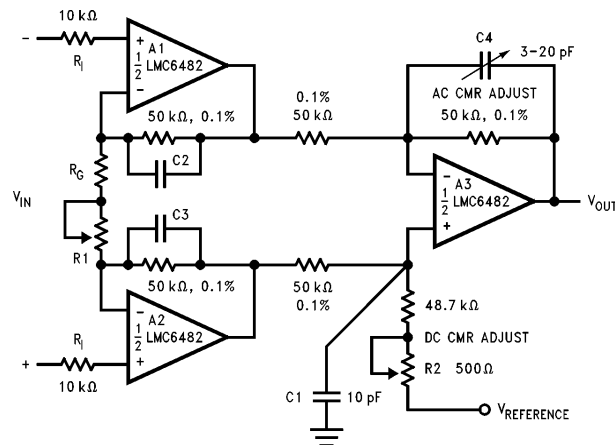 10 kΩ
C4
−
+
A1
3–20 pF
RI
1/2 LMC6482
−
0.1%
AC CMR ADJUST
50 kΩ, 0.1%
50 kΩ
50 kΩ, 0.1%
C2
RG
−
A3
VIN
1/2 LMC6482
VOUT
C3
+
R1
50 kΩ, 0.1%
50 kΩ
0.1%
48.7 kΩ
−
A2
RI
1/2 LMC6482
DC CMR ADJUST
+
+
R2 500Ω
10 kΩ
C1
10 pF
VREFERENCE